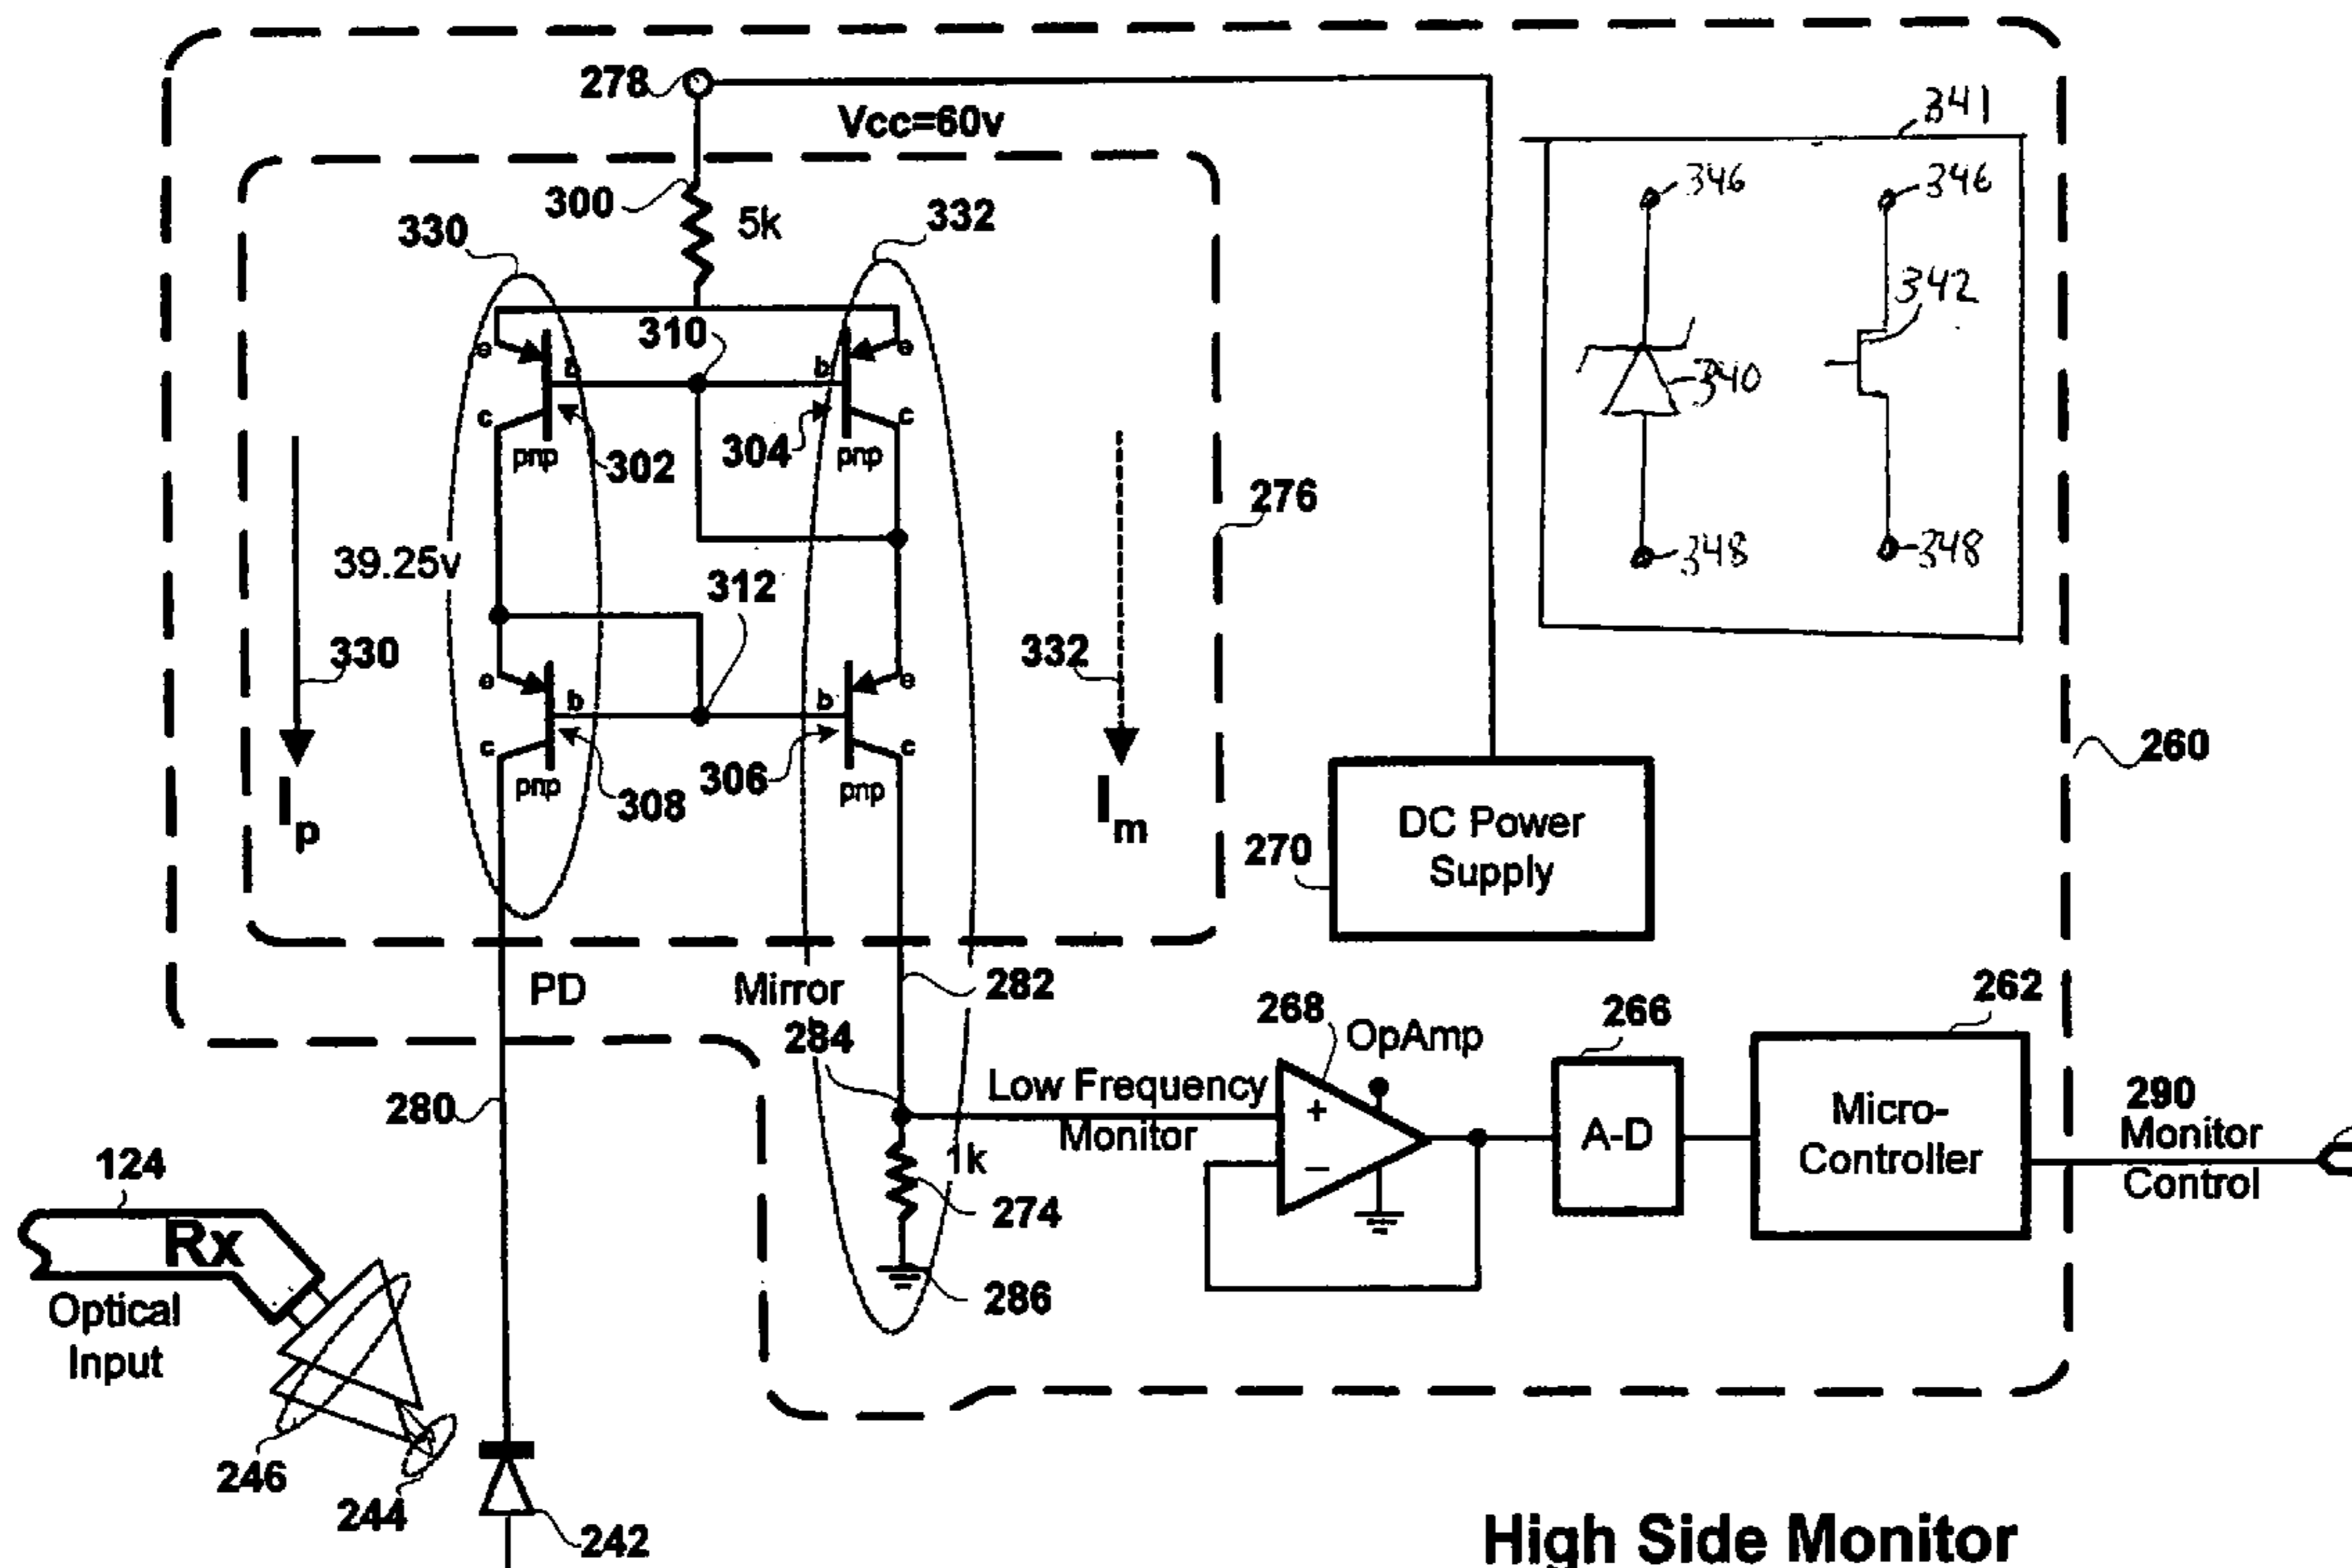 278
Vcc=60v
341
300
5k
332
330
346
346
e
310
b
b
e
342
c
304
c
340
pnp
302
pnp
276
39.25v
312
348
348
330
332
e
b
b
e
c
306
c
260
pnp
308
pnp
Ip
Im
270
DC Power
Supply
PD
Mirror
282
284
268
OpAmp
266
262
280
Low Frequency
Monitor
+
–
A-D
Micro-
Controller
290
Monitor
Control
124
Rx
1k
274
Optical
Input
286
246
244
242
High Side Monitor